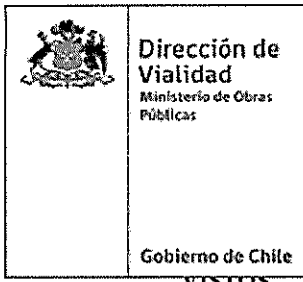 Dirección de
Vialidad
Ministerio de Obras
Públicas
Gobierno de Chile